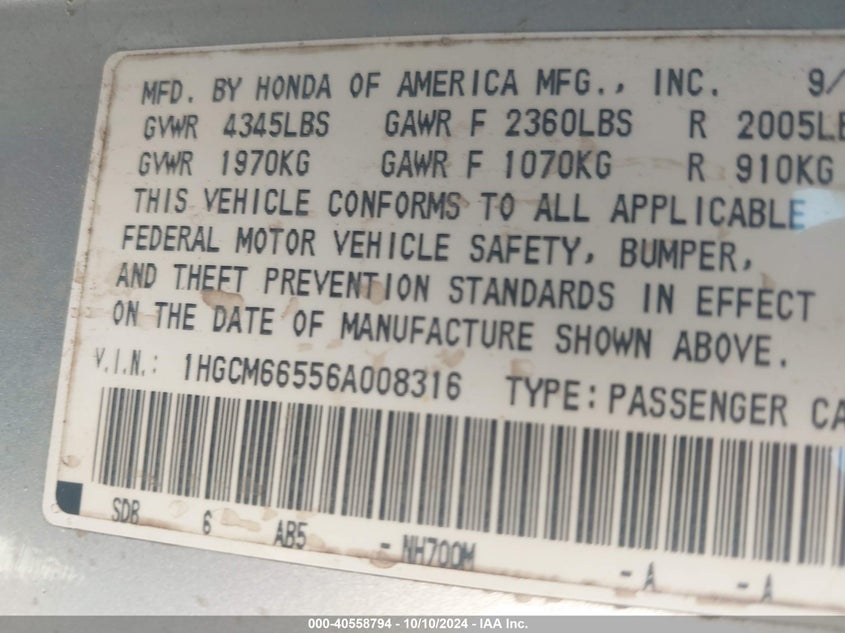 MFD. BY HONDA OF AMERICA MFG., INC. 9/
GVWR 4345LBS GAWR F 2360LBS R 2005LB
GVWR 1970KG GAWR F 1070KG R 910KG
THIS VEHICLE CONFORMS TO ALL APPLICABLE
FEDERAL MOTOR VEHICLE SAFETY, BUMPER,
AND THEFT PREVENTION STANDARDS IN EFFECT
ON THE DATE OF MANUFACTURE SHOWN ABOVE.
V.I.N.: 1HGCM66556A008316 TYPE: PASSENGER CA
SDB 6 AB5 - NH700M - A - A
000-40558794 - 10/10/2024 - IAA Inc.